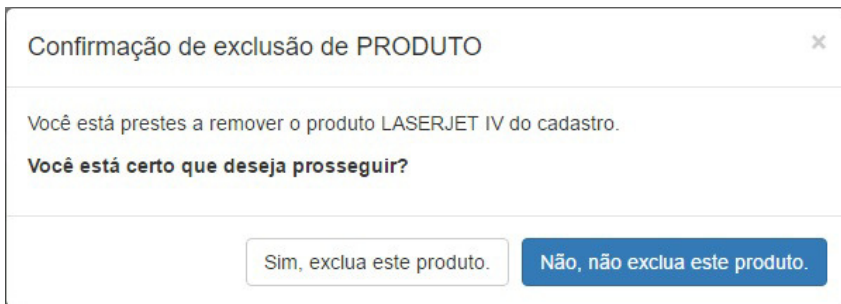 Confirmação de exclusão de PRODUTO
×
Você está prestes a remover o produto LASERJET IV do cadastro.
Você está certo que deseja prosseguir?
Sim, exclua este produto.
Não, não exclua este produto.